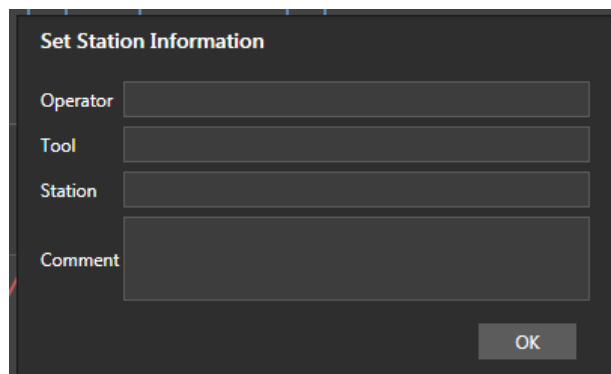 Set Station Information
Operator
Tool
Station
Comment
OK